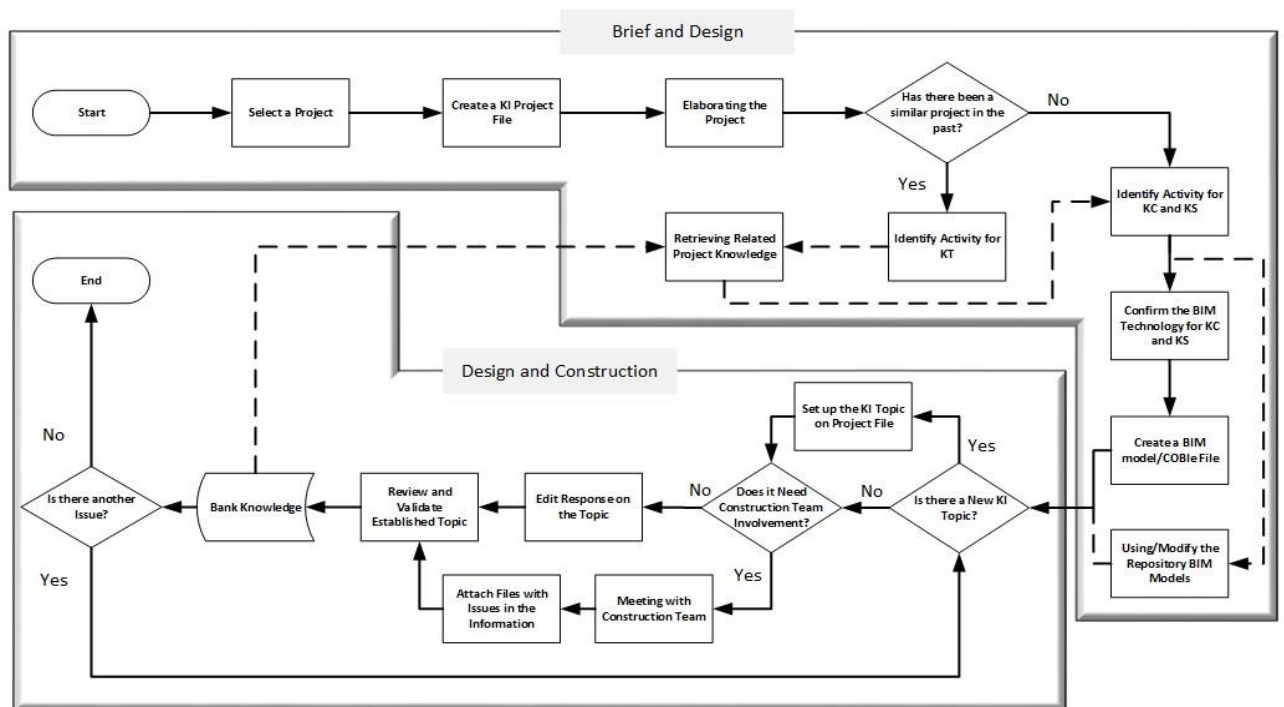 Brief and Design
Start
Select a Project
Create a KI Project
File
Elaborating the
Project
Has there been a
similar project in the
past?
No
Yes
Identify Activity for
KC and KS
Retrieving Related
Project Knowledge
Identify Activity for
KT
End
Confirm the BIM
Technology for KC
and KS
Design and Construction
Set up the KI Topic
on Project File
Yes
Create a BIM
model/COBIe File
No
Is there another
Issue?
Bank Knowledge
Review and
Validate
Established Topic
Edit Response on
the Topic
No
Does it Need
Construction Team
Involvement?
No
Is there a New KI
Topic?
Using/Modify the
Repository BIM
Models
Yes
Yes
Attach Files with
Issues in the
Information
Meeting with
Construction Team